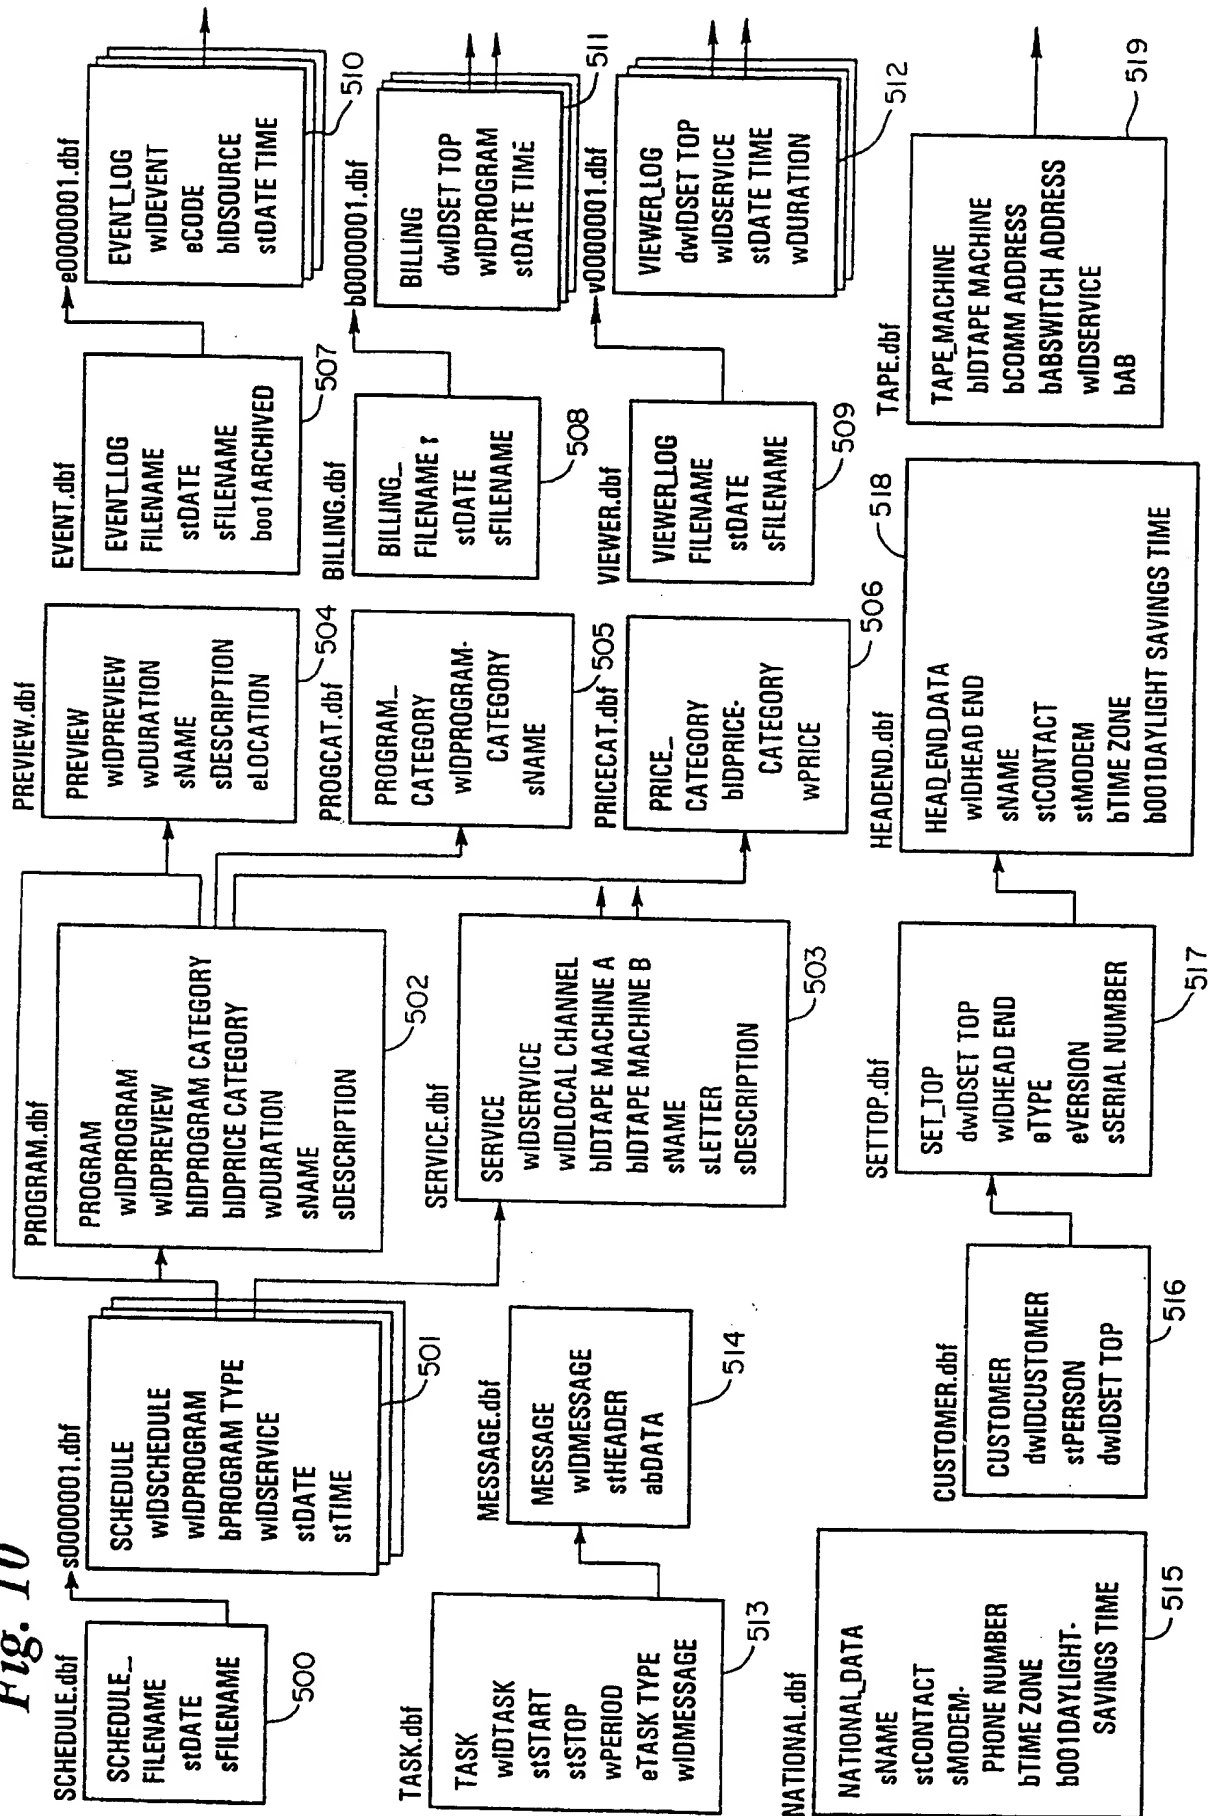 Fig. 10
SCHEDULE.dbf
SCHEDULE_
FILENAME
stDATE
sFILENAME
500
s0000001.dbf
SCHEDULE
wIDSCHEDULE
wIDPROGRAM
bPROGRAM TYPE
wIDSERVICE
stDATE
stTIME
501
PROGRAM.dbf
PROGRAM
wIDPROGRAM
wIDPREVIEW
bIDPROGRAM CATEGORY
bIDPRICE CATEGORY
wDURATION
sNAME
sDESCRIPTION
502
SERVICE.dbf
SERVICE
wIDSERVICE
wIDLOCAL CHANNEL
bIDTAPE MACHINE A
bIDTAPE MACHINE B
sNAME
sLETTER
sDESCRIPTION
503
PREVIEW.dbf
PREVIEW
wIDPREVIEW
wDURATION
sNAME
sDESCRIPTION
eLOCATION
504
PROGCAT.dbf
PROGRAM_
CATEGORY
wIDPROGRAM-
CATEGORY
sNAME
505
PRICECAT.dbf
PRICE_
CATEGORY
bIDPRICE-
CATEGORY
wPRICE
506
EVENT.dbf
EVENT_LOG
FILENAME
stDATE
sFILENAME
boo1ARCHIVED
507
e0000001.dbf
EVENT_LOG
wIDEVENT
eCODE
bIDSOURCE
stDATE TIME
510
BILLING.dbf
BILLING_
FILENAME
stDATE
sFILENAME
508
b0000001.dbf
BILLING
dwIDSET TOP
wIDPROGRAM
stDATE TIME
511
VIEWER.dbf
VIEWER_LOG
FILENAME
stDATE
sFILENAME
509
v0000001.dbf
VIEWER_LOG
dwIDSET TOP
wIDSERVICE
stDATE TIME
wDURATION
512
TASK.dbf
TASK
wIDTASK
stSTART
stSTOP
wPERIOD
eTASK TYPE
wIDMESSAGE
513
MESSAGE.dbf
MESSAGE
wIDMESSAGE
stHEADER
abDATA
514
NATIONAL.dbf
NATIONAL_DATA
sNAME
stCONTACT
sMODEM-
PHONE NUMBER
bTIME ZONE
b001DAYLIGHT-
SAVINGS TIME
515
CUSTOMER.dbf
CUSTOMER
dwIDCUSTOMER
stPERSON
dwIDSET TOP
516
SETTOP.dbf
SET_TOP
dwIDSET TOP
wIDHEAD END
eTYPE
eVERSION
sSERIAL NUMBER
517
HEADEND.dbf
HEAD_END_DATA
wIDHEAD END
sNAME
stCONTACT
stMODEM
bTIME ZONE
b001DAYLIGHT SAVINGS TIME
518
TAPE.dbf
TAPE_MACHINE
bIDTAPE MACHINE
bCOMM ADDRESS
bABSWITCH ADDRESS
wIDSERVICE
bAB
519